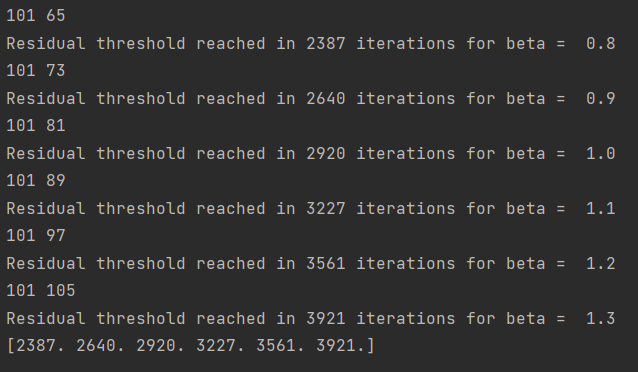 101 65
Residual threshold reached in 2387 iterations for beta =  0.8
101 73
Residual threshold reached in 2640 iterations for beta =  0.9
101 81
Residual threshold reached in 2920 iterations for beta =  1.0
101 89
Residual threshold reached in 3227 iterations for beta =  1.1
101 97
Residual threshold reached in 3561 iterations for beta =  1.2
101 105
Residual threshold reached in 3921 iterations for beta =  1.3
[2387. 2640. 2920. 3227. 3561. 3921.]